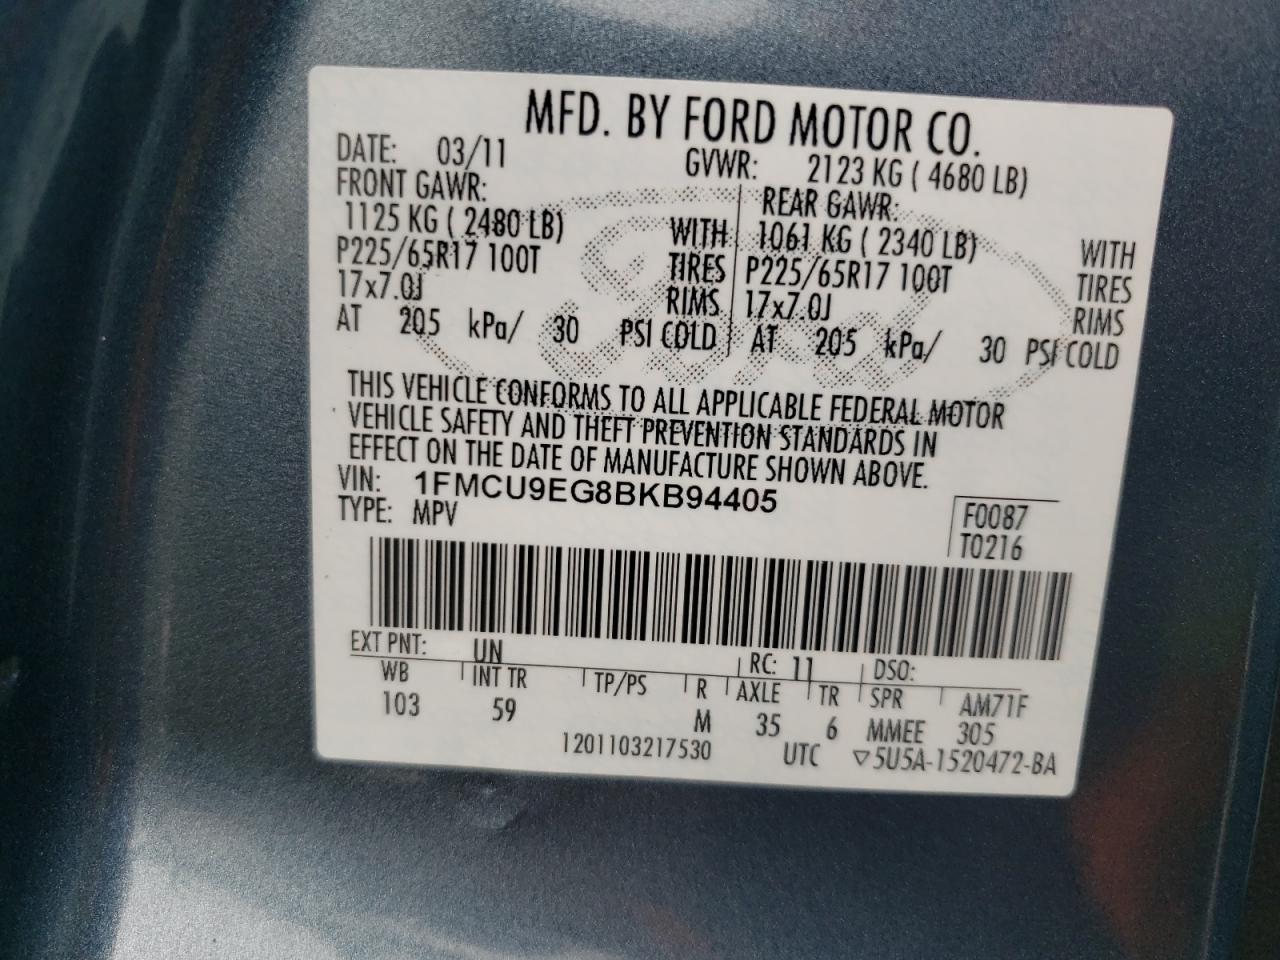 MFD. BY FORD MOTOR CO.
DATE: 03/11 GVWR: 2123 KG ( 4680 LB)
FRONT GAWR: REAR GAWR:
1125 KG ( 2480 LB) WITH 1061 KG ( 2340 LB) WITH
P225/65R17 100T TIRES P225/65R17 100T TIRES
17x7.0J RIMS 17x7.0J RIMS
AT 205 kPa/ 30 PSI COLD AT 205 kPa/ 30 PSI COLD
Ford
THIS VEHICLE CONFORMS TO ALL APPLICABLE FEDERAL MOTOR
VEHICLE SAFETY AND THEFT PREVENTION STANDARDS IN
EFFECT ON THE DATE OF MANUFACTURE SHOWN ABOVE.
VIN: 1FMCU9EG8BKB94405
TYPE: MPV
F0087
T0216
EXT PNT: UN RC: 11 DSO:
WB INT TR TP/PS R AXLE TR SPR AM71F
103 59 M 35 6 MMEE 305
1201103217530 UTC ▽5U5A-1520472-BA